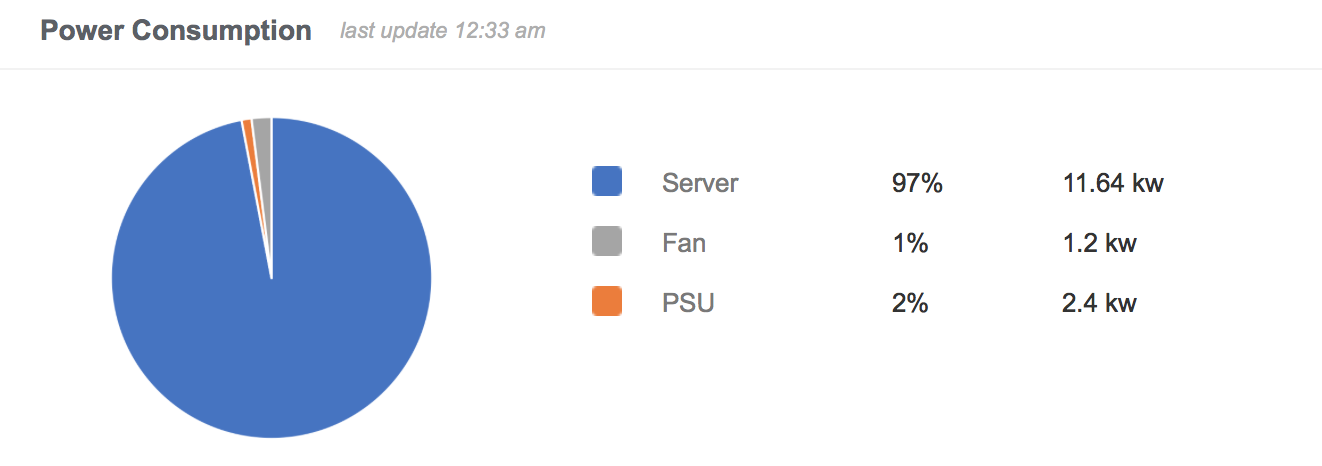 Power Consumption last update 12:33 am
Server 97% 11.64 kw
Fan 1% 1.2 kw
PSU 2% 2.4 kw